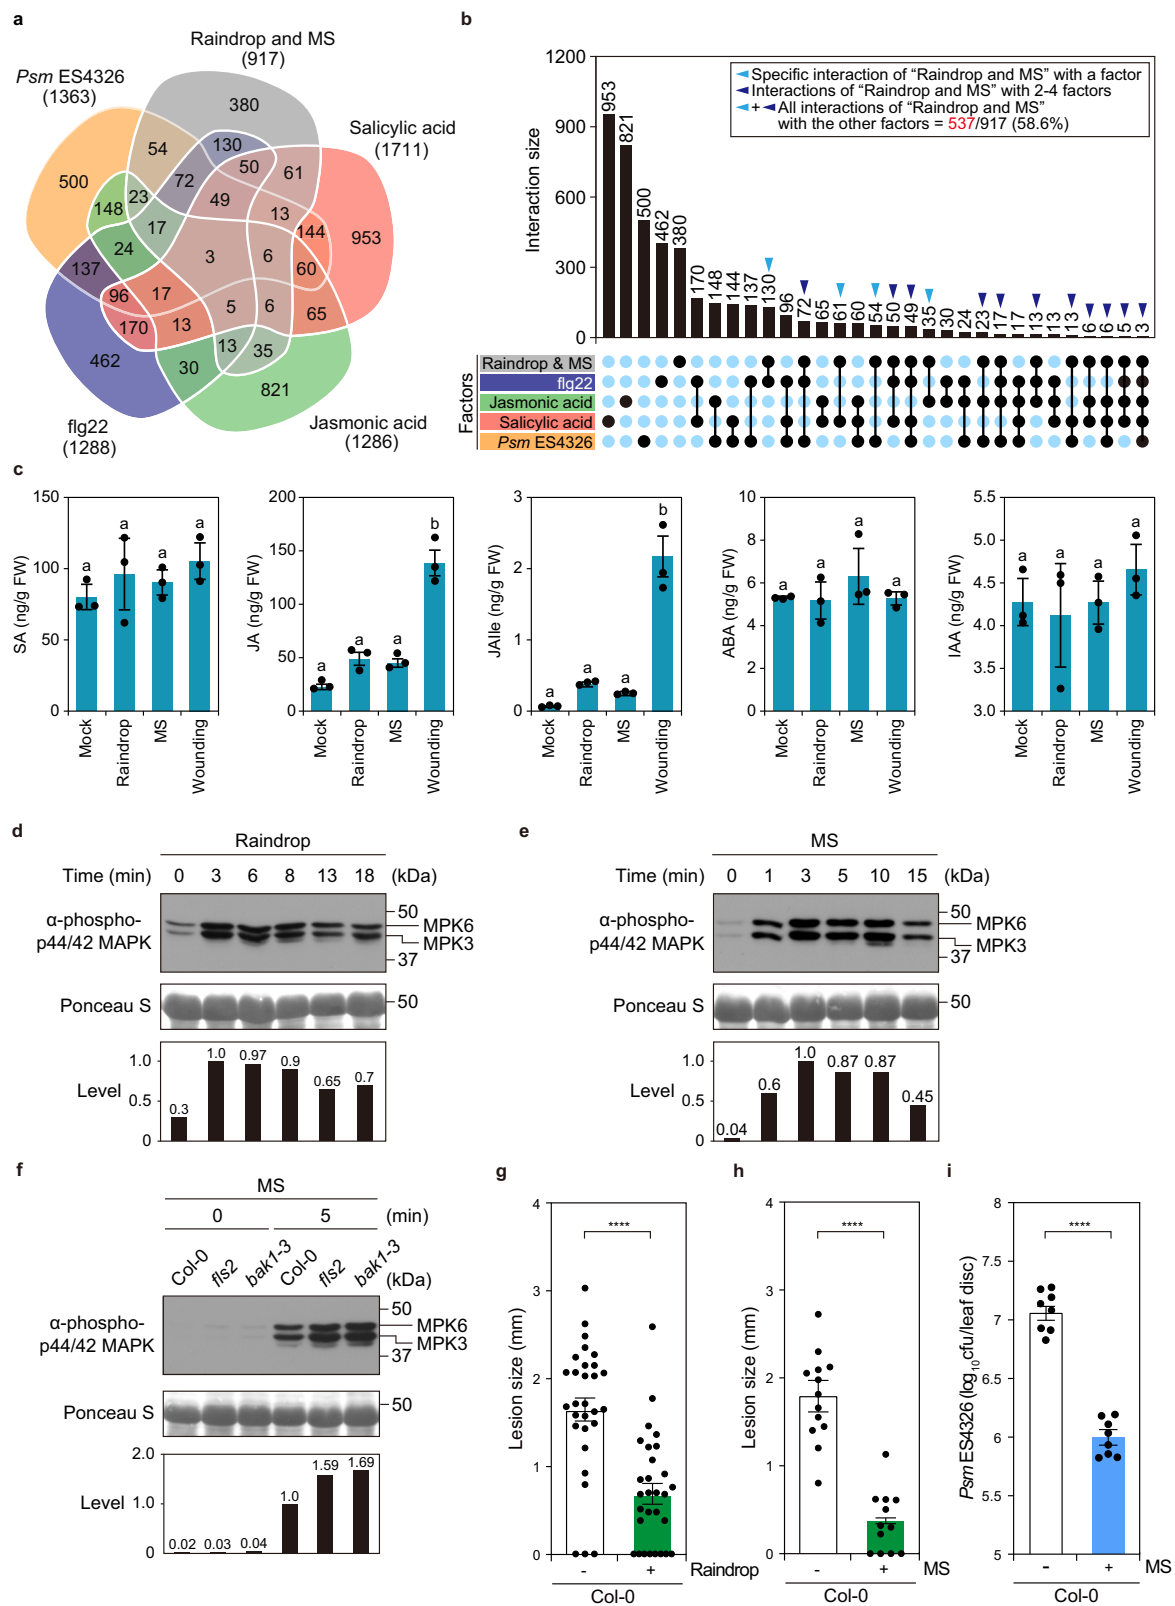 a
Raindrop and MS
(917)
Psm ES4326
(1363)
Salicylic acid
(1711)
Jasmonic acid
(1286)
flg22
(1288)
380
54
130
50
61
500
72
23
148
49
13
144
953
17
24
3
6
60
137
96
17
5
6
65
170
13
13
35
462
30
821
b
Interaction size
1200
900
600
300
0
Specific interaction of “Raindrop and MS” with a factor
Interactions of “Raindrop and MS” with 2-4 factors
+ All interactions of “Raindrop and MS”
with the other factors = 537/917 (58.6%)
953 821 500 462 380 170 148 144 137 130 96 72 65 61 60 54 50 49 35 30 24 23 17 17 13 13 13 6 6 5 3
Factors
Raindrop & MS
flg22
Jasmonic acid
Salicylic acid
Psm ES4326
c
SA (ng/g FW)
150
100
50
0
a a a a
Mock Raindrop MS Wounding
JA (ng/g FW)
200
150
100
50
0
a a a b
Mock Raindrop MS Wounding
JAIle (ng/g FW)
3
2
1
0
a a a b
Mock Raindrop MS Wounding
ABA (ng/g FW)
10
8
6
4
2
0
a a a a
Mock Raindrop MS Wounding
IAA (ng/g FW)
5.5
5.0
4.5
4.0
3.5
3.0
a a a a
Mock Raindrop MS Wounding
d
Raindrop
Time (min) 0 3 6 8 13 18 (kDa)
α-phospho-
p44/42 MAPK
50
MPK6
MPK3
37
Ponceau S
50
Level
1.0
0.5
0
0.3 1.0 0.97 0.9 0.65 0.7
e
MS
Time (min) 0 1 3 5 10 15 (kDa)
α-phospho-
p44/42 MAPK
50
MPK6
MPK3
37
Ponceau S
50
Level
1.0
0.5
0
0.04 0.6 1.0 0.87 0.87 0.45
f
MS
0 5 (min)
Col-0 fls2 bak1-3 Col-0 fls2 bak1-3 (kDa)
α-phospho-
p44/42 MAPK
50
MPK6
MPK3
37
Ponceau S
50
Level
2.0
1.0
0
0.02 0.03 0.04 1.0 1.59 1.69
g
Lesion size (mm)
4
3
2
1
0
****
- + Raindrop
Col-0
h
Lesion size (mm)
4
3
2
1
0
****
- + MS
Col-0
i
Psm ES4326 (log10cfu/leaf disc)
8
7.5
7
6.5
6
5.5
5
****
- + MS
Col-0